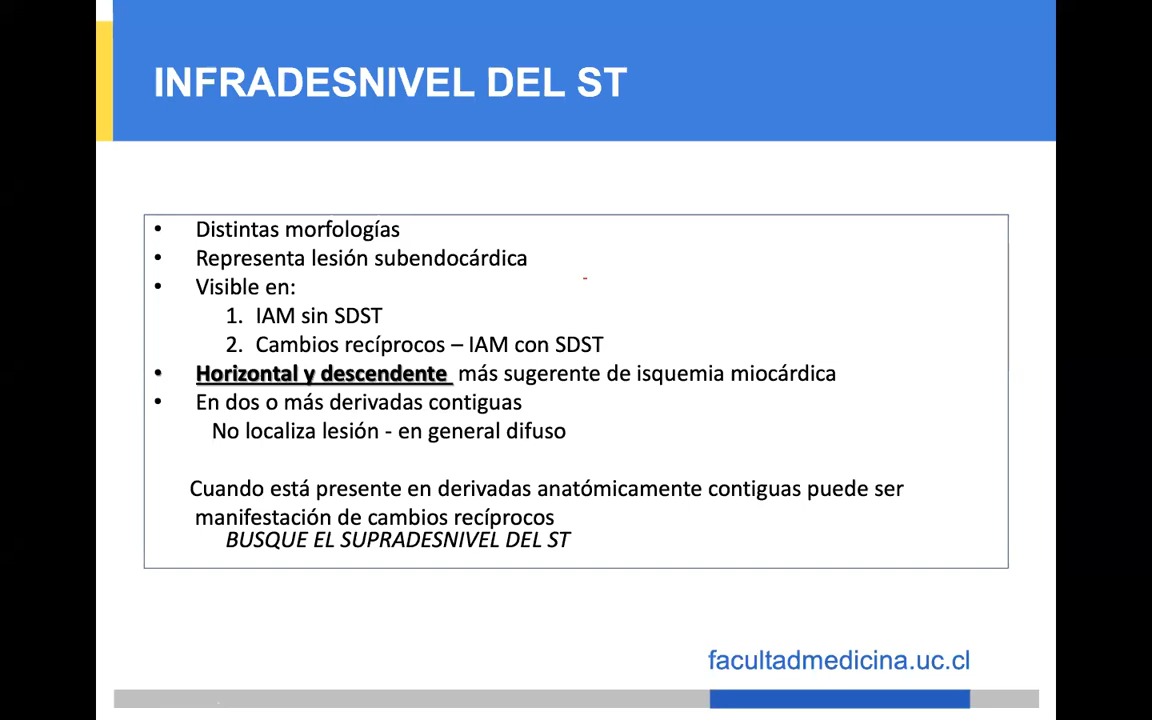 INFRADESNIVEL DEL ST
• Distintas morfologías
• Representa lesión subendocárdica
• Visible en:
1. IAM sin SDST
2. Cambios recíprocos – IAM con SDST
• Horizontal y descendente más sugerente de isquemia miocárdica
• En dos o más derivadas contiguas
No localiza lesión - en general difuso
Cuando está presente en derivadas anatómicamente contiguas puede ser
manifestación de cambios recíprocos
BUSQUE EL SUPRADESNIVEL DEL ST
facultadmedicina.uc.cl